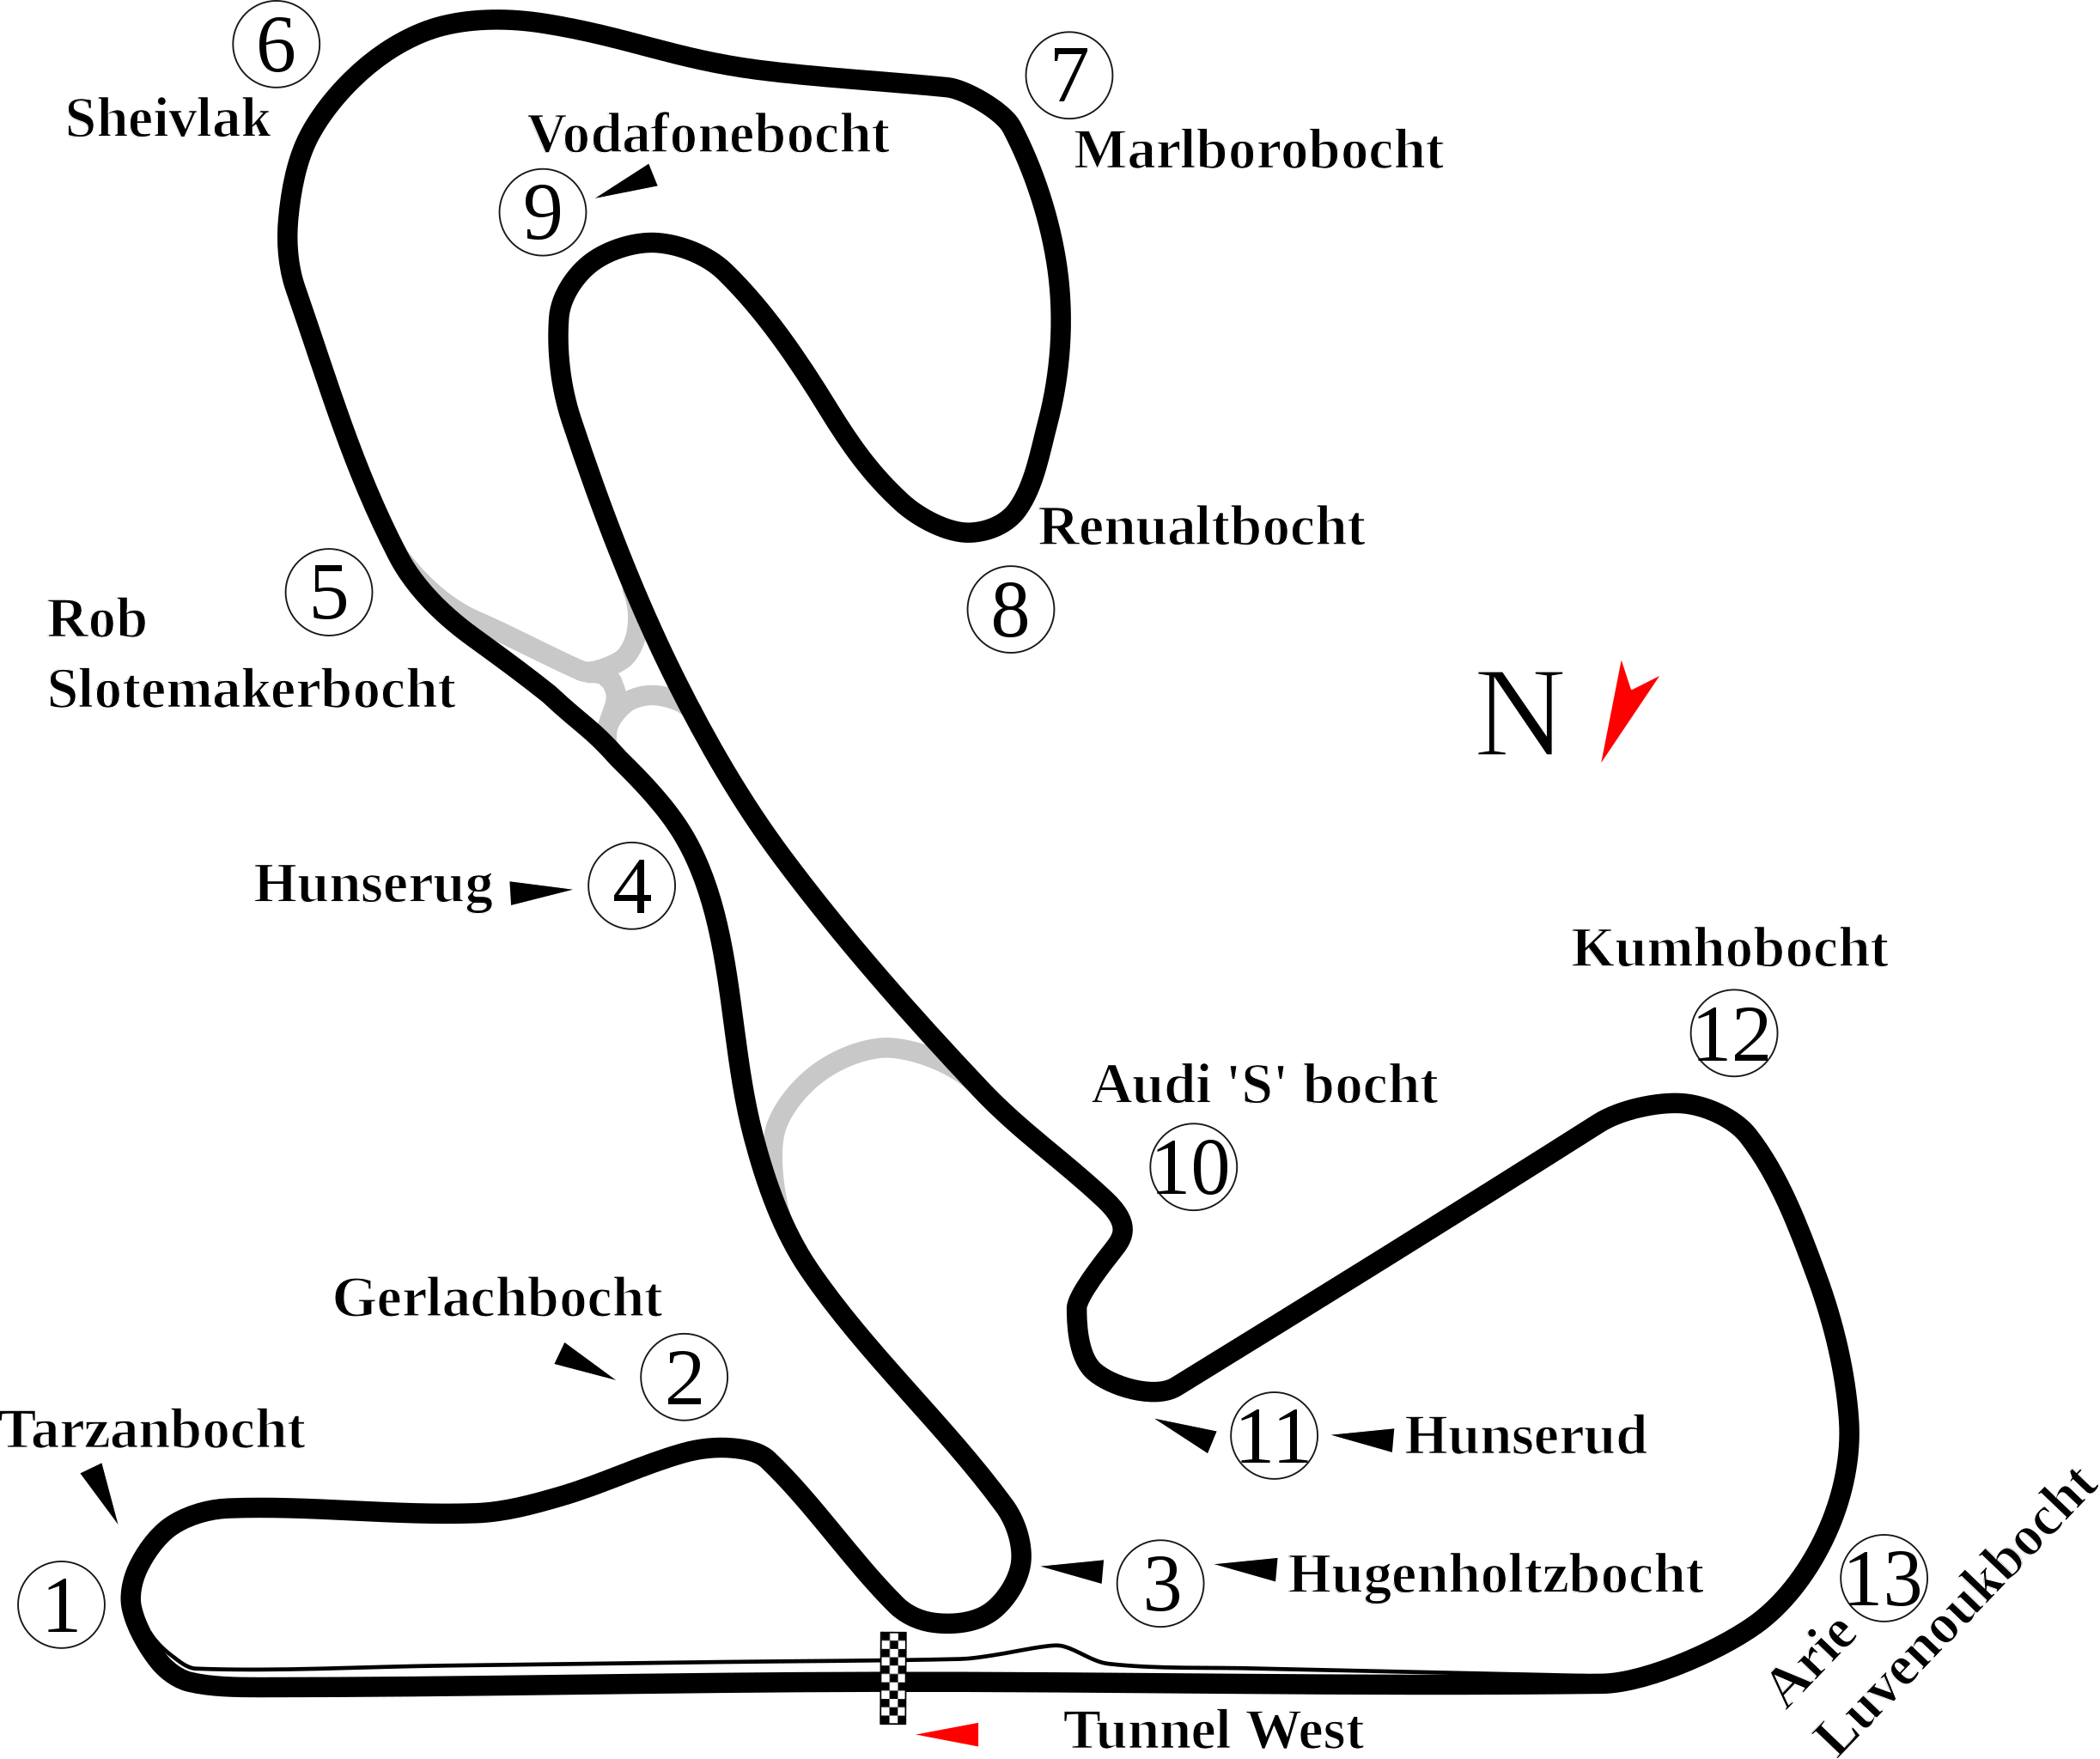 6
Sheivlak
7
Marlborobocht
Vodafonebocht
9
Renualtbocht
8
5
Rob
Slotemakerbocht
N
Hunserug
4
Kumhobocht
12
Audi 'S' bocht
10
Gerlachbocht
2
Tarzanbocht
1
11
Hunserud
3
Hugenholtzbocht
13
Arie
Luvenoukbocht
Tunnel West